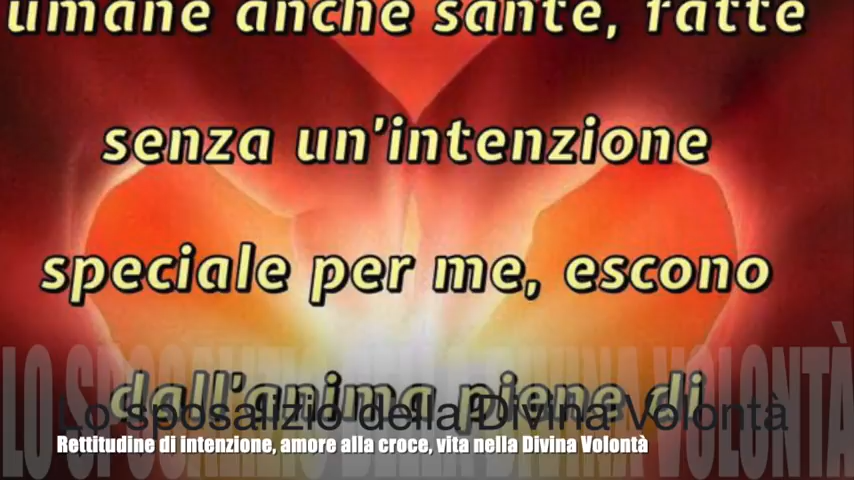 umane anche sante, fatte
senza un'intenzione
speciale per me, escono
dall'anima piene di
Lo sposalizio della Divina Volontà
Rettitudine di intenzione, amore alla croce, vita nella Divina Volontà
LO SPOSALIZIO DELLA DIVINA VOLONTÀ